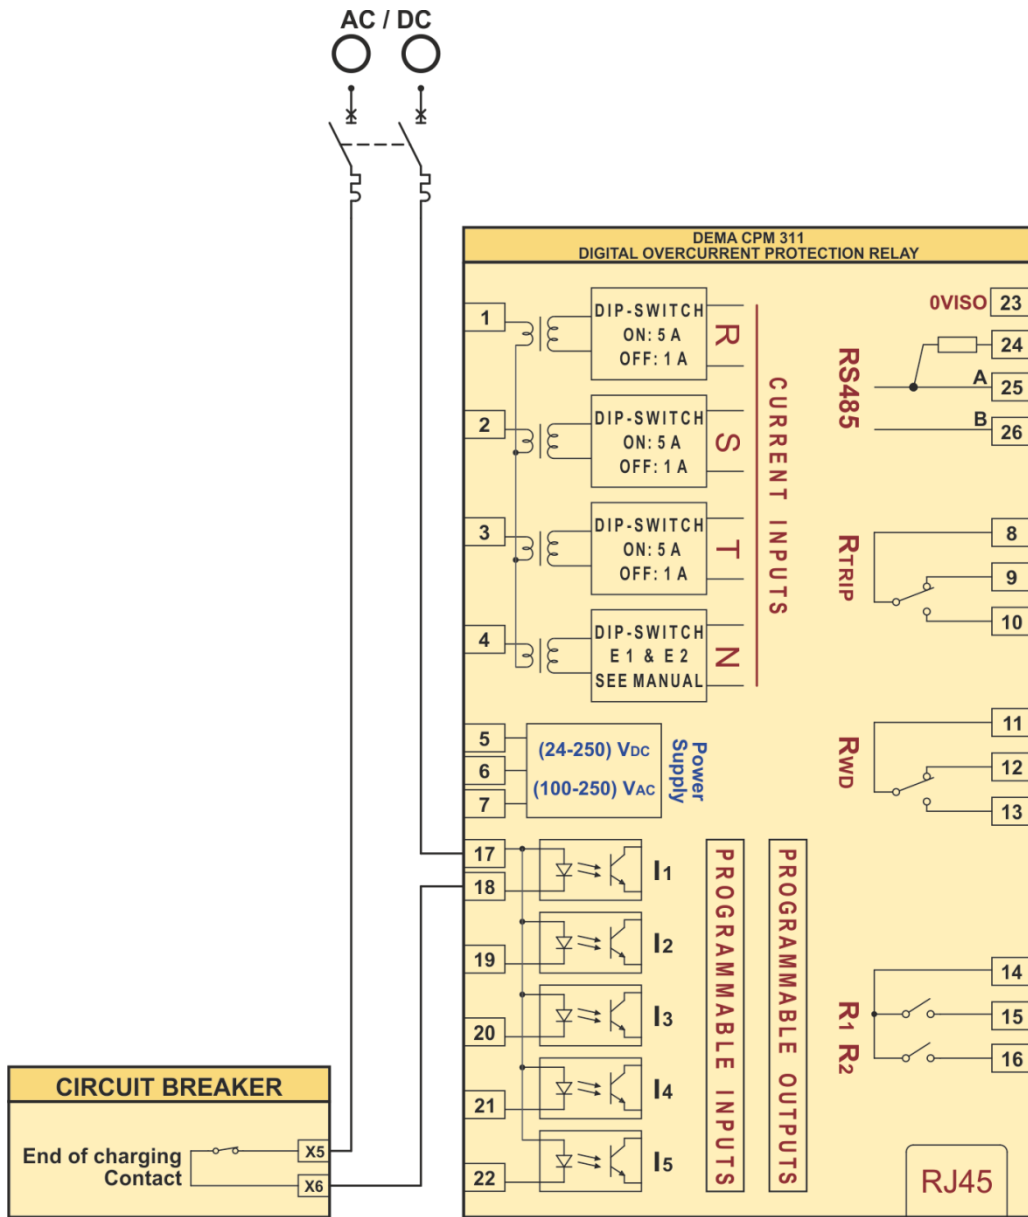 AC / DC
DEMA CPM 311
DIGITAL OVERCURRENT PROTECTION RELAY
1
DIP-SWITCH
ON: 5 A
OFF: 1 A
R
2
DIP-SWITCH
ON: 5 A
OFF: 1 A
S
3
DIP-SWITCH
ON: 5 A
OFF: 1 A
T
4
DIP-SWITCH
E 1 & E 2
SEE MANUAL
N
CURRENT INPUTS
0VISO
23
24
RS485
A
25
B
26
RTRIP
8
9
10
5
6
7
(24-250) VDC
(100-250) VAC
Power
Supply
RWD
11
12
13
17
18
I1
19
I2
20
I3
21
I4
22
I5
PROGRAMMABLE INPUTS
PROGRAMMABLE OUTPUTS
R1 R2
14
15
16
RJ45
CIRCUIT BREAKER
End of charging
Contact
X5
X6